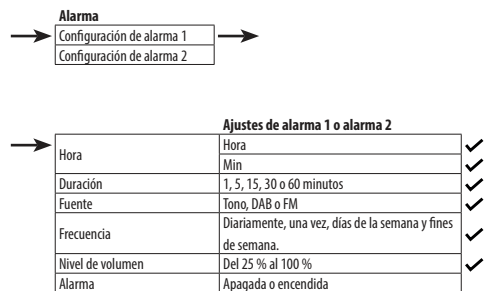 Alarma
Configuración de alarma 1
Configuración de alarma 2
Ajustes de alarma 1 o alarma 2
Hora
Hora
Min
Duración
1, 5, 15, 30 o 60 minutos
Fuente
Tono, DAB o FM
Frecuencia
Diariamente, una vez, días de la semana y fines
de semana.
Nivel de volumen
Del 25 % al 100 %
Alarma
Apagada o encendida